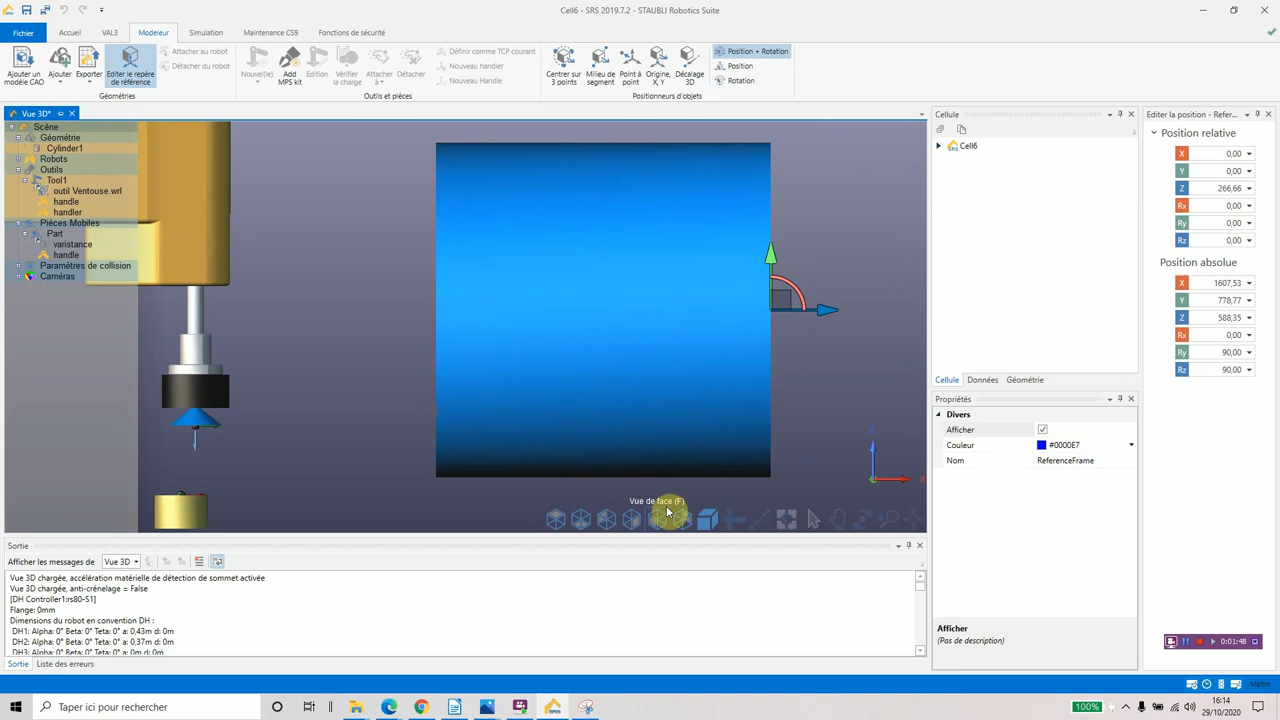 Cell6 - SRS 2019.7.2 - STAUBLI Robotics Suite
Fichier
Accueil
VAL3
Modeleur
Simulation
Maintenance CS9
Fonctions de sécurité
Ajouter un modèle CAO
Ajouter
Exporter
Editer le repère de référence
Attacher au robot
Détacher du robot
Géométries
Nouvel(le)
Add MPS kit
Edition
Vérifier la charge
Attacher à
Détacher
Définir comme TCP courant
Nouveau handler
Nouveau Handle
Outils et pièces
Centrer sur 3 points
Milieu de segment
Point à point
Origine, X, Y
Décalage 3D
Position + Rotation
Position
Rotation
Positionneurs d'objets
Vue 3D*
Scène
Géométrie
Cylinder1
Robots
Outils
Tool1
outil Ventouse.wrl
handle
handler
Pièces Mobiles
Part
varistance
handle
Paramètres de collision
Caméras
Vue de face (F)
Z
X
Cellule
Cell6
Cellule
Données
Géométrie
Propriétés
Divers
Afficher
Couleur #0000E7
Nom ReferenceFrame
Afficher
(Pas de description)
Editer la position - Refer...
Position relative
X 0,00
Y 0,00
Z 266,66
Rx 0,00
Ry 0,00
Rz 0,00
Position absolue
X 1607,53
Y 778,77
Z 588,35
Rx 0,00
Ry 90,00
Rz 90,00
0:01:48
Sortie
Afficher les messages de Vue 3D
Vue 3D chargée, accélération matérielle de détection de sommet activée
Vue 3D chargée, anti-crénelage = False
[DH Controller1:rs80-S1]
Flange: 0mm
Dimensions du robot en convention DH :
DH1: Alpha: 0° Beta: 0° Teta: 0° a: 0,43m d: 0m
DH2: Alpha: 0° Beta: 0° Teta: 0° a: 0,37m d: 0m
DH3: Alpha: 0° Beta: 0° Teta: 0° a: 0m d: 0m
Sortie
Liste des erreurs
Mètre
Taper ici pour rechercher
100%
16:14
29/10/2020